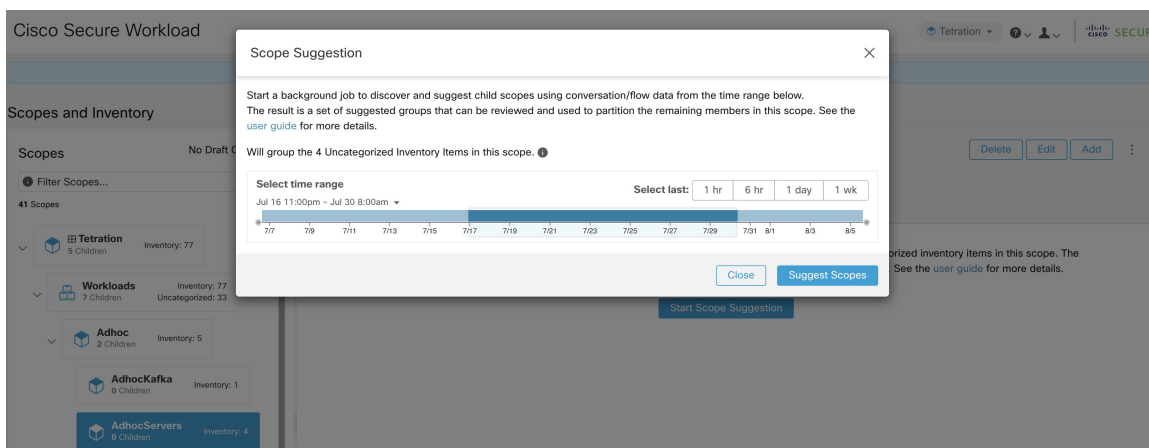 Cisco Secure Workload
Tetration
cisco SECUR
Scope Suggestion
Start a background job to discover and suggest child scopes using conversation/flow data from the time range below.
The result is a set of suggested groups that can be reviewed and used to partition the remaining members in this scope. See the
user guide for more details.
Will group the 4 Uncategorized Inventory Items in this scope.
Select time range
Select last: 1 hr 6 hr 1 day 1 wk
Jul 16 11:00pm - Jul 30 8:00am
7/7 7/9 7/11 7/13 7/15 7/17 7/19 7/21 7/23 7/25 7/27 7/29 7/31 8/1 8/3 8/5
Close Suggest Scopes
Scopes and Inventory
Scopes
No Draft C
Delete Edit Add
Filter Scopes...
41 Scopes
Tetration
5 Children
Inventory: 77
Workloads
7 Children
Inventory: 77
Uncategorized: 33
Adhoc
2 Children
Inventory: 5
AdhocKafka
0 Children
Inventory: 1
AdhocServers
0 Children
Inventory: 4
orized inventory items in this scope. The
See the user guide for more details.
Start Scope Suggestion